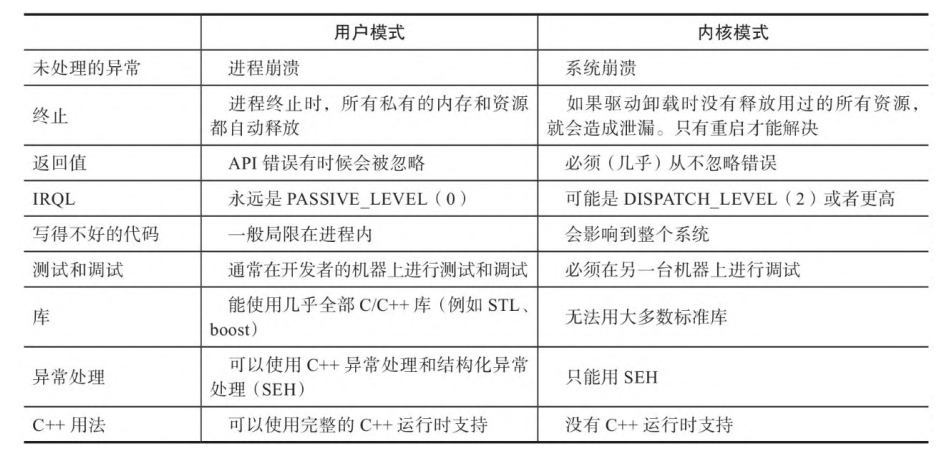 用户模式 内核模式
未处理的异常 进程崩溃 系统崩溃
终止 进程终止时，所有私有的内存和资源
都自动释放 如果驱动卸载时没有释放用过的所有资源，
就会造成泄漏。只有重启才能解决
返回值 API 错误有时候会被忽略 必须（几乎）从不忽略错误
IRQL 永远是 PASSIVE_LEVEL（0） 可能是 DISPATCH_LEVEL（2）或者更高
写得不好的代码 一般局限在进程内 会影响到整个系统
测试和调试 通常在开发者的机器上进行测试和调试 必须在另一台机器上进行调试
库 能使用几乎全部 C/C++ 库（例如 STL、
boost） 无法用大多数标准库
异常处理 可以使用 C++ 异常处理和结构化异常
处理（SEH） 只能用 SEH
C++ 用法 可以使用完整的 C++ 运行时支持 没有 C++ 运行时支持